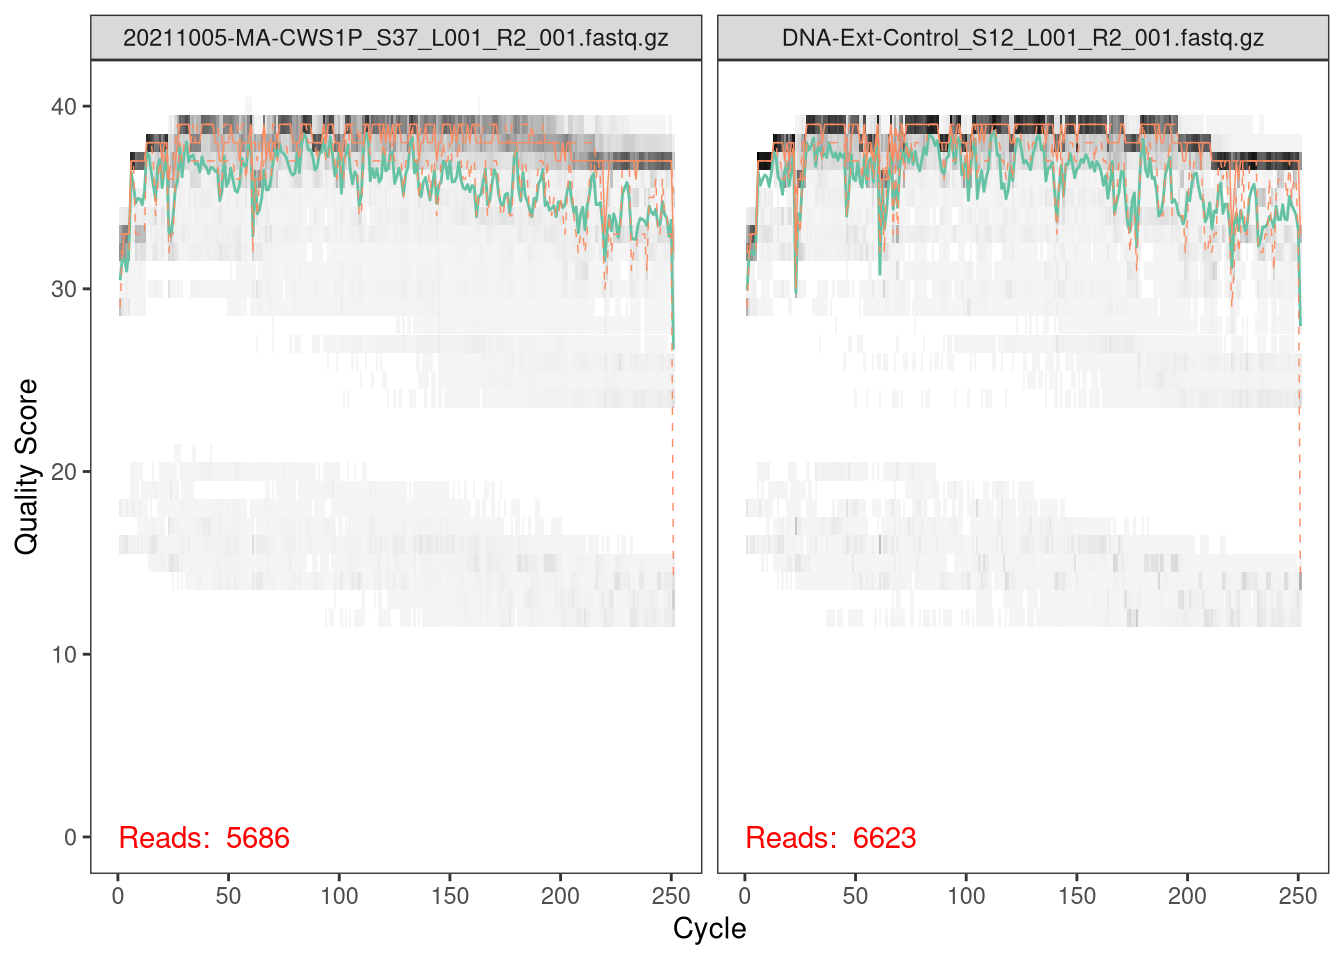 20211005-MA-CWS1P_S37_L001_R2_001.fastq.gz
DNA-Ext-Control_S12_L001_R2_001.fastq.gz
Quality Score
40
30
20
10
0
Reads: 5686
Reads: 6623
0 50 100 150 200 250
0 50 100 150 200 250
Cycle